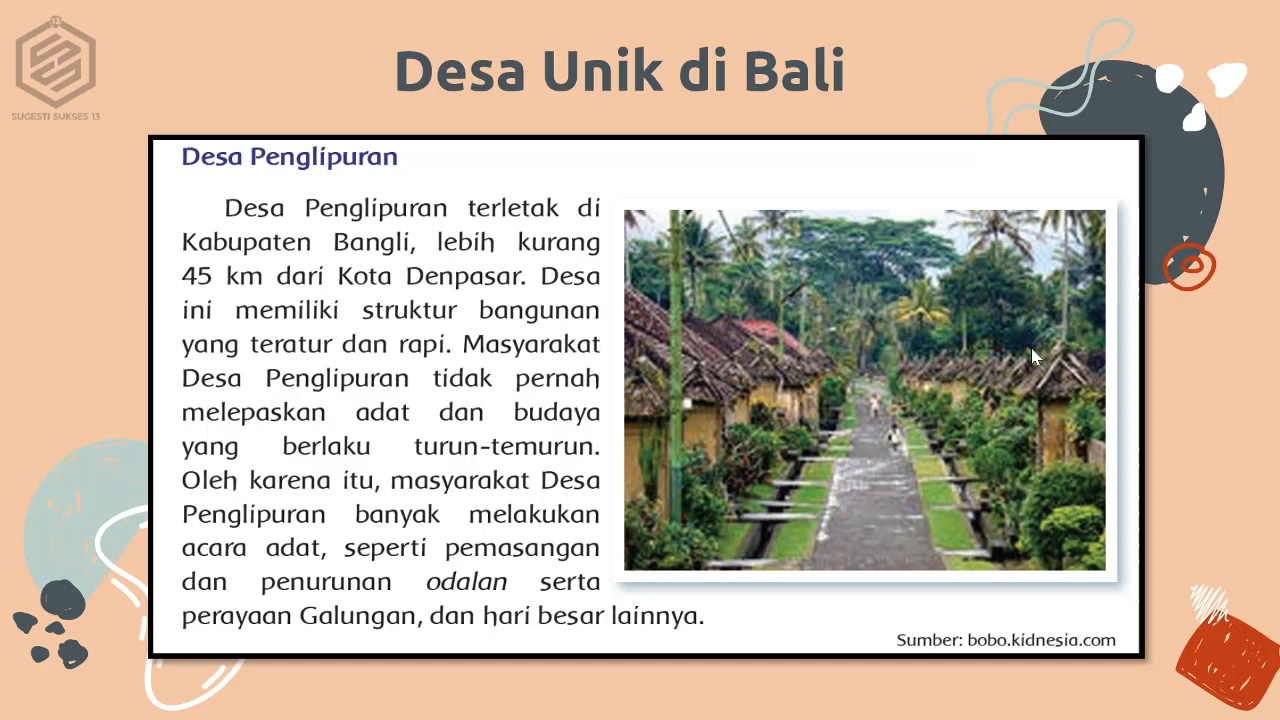 13
SUGESTI SUKSES 13
Desa Unik di Bali
Desa Penglipuran
Desa Penglipuran terletak di
Kabupaten Bangli, lebih kurang
45 km dari Kota Denpasar. Desa
ini memiliki struktur bangunan
yang teratur dan rapi. Masyarakat
Desa Penglipuran tidak pernah
melepaskan adat dan budaya
yang berlaku turun-temurun.
Oleh karena itu, masyarakat Desa
Penglipuran banyak melakukan
acara adat, seperti pemasangan
dan penurunan odalan serta
perayaan Galungan, dan hari besar lainnya.
Sumber: bobo.kidnesia.com